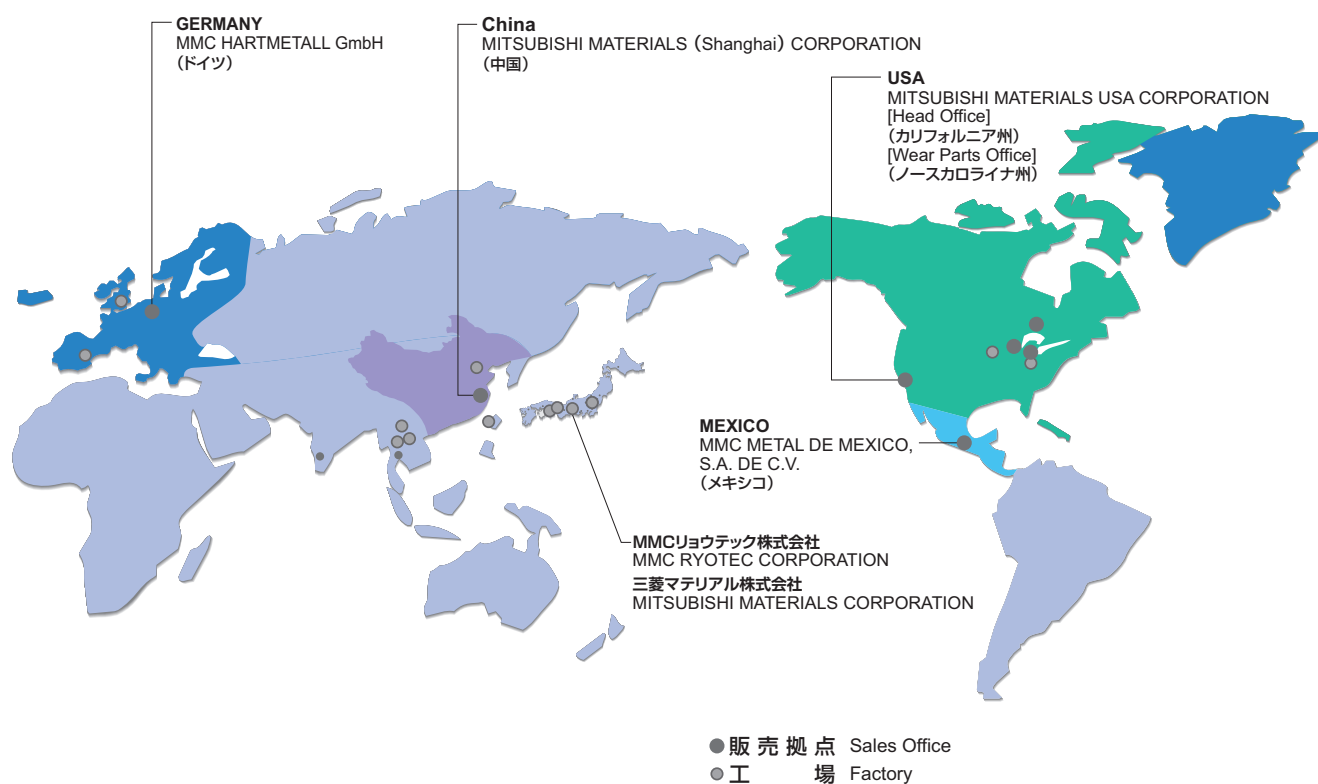 GERMANY
MMC HARTMETALL GmbH
（ドイツ）
China
MITSUBISHI MATERIALS（Shanghai）CORPORATION
（中国）
USA
MITSUBISHI MATERIALS USA CORPORATION
[Head Office]
（カリフォルニア州）
[Wear Parts Office]
（ノースカロライナ州）
MEXICO
MMC METAL DE MEXICO,
S.A. DE C.V.
（メキシコ）
MMCリョウテック株式会社
MMC RYOTEC CORPORATION
三菱マテリアル株式会社
MITSUBISHI MATERIALS CORPORATION
販売拠点 Sales Office
工場 Factory